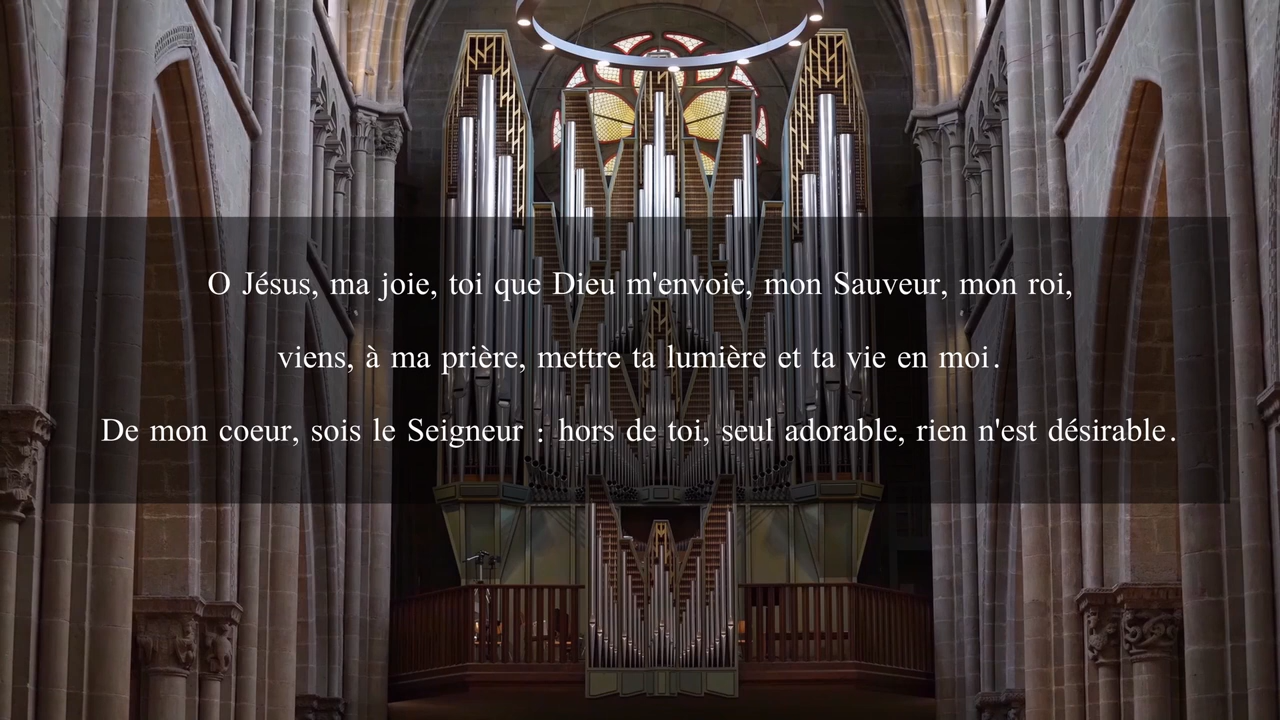 O Jésus, ma joie, toi que Dieu m'envoie, mon Sauveur, mon roi,
viens, à ma prière, mettre ta lumière et ta vie en moi.
De mon coeur, sois le Seigneur : hors de toi, seul adorable, rien n'est désirable.